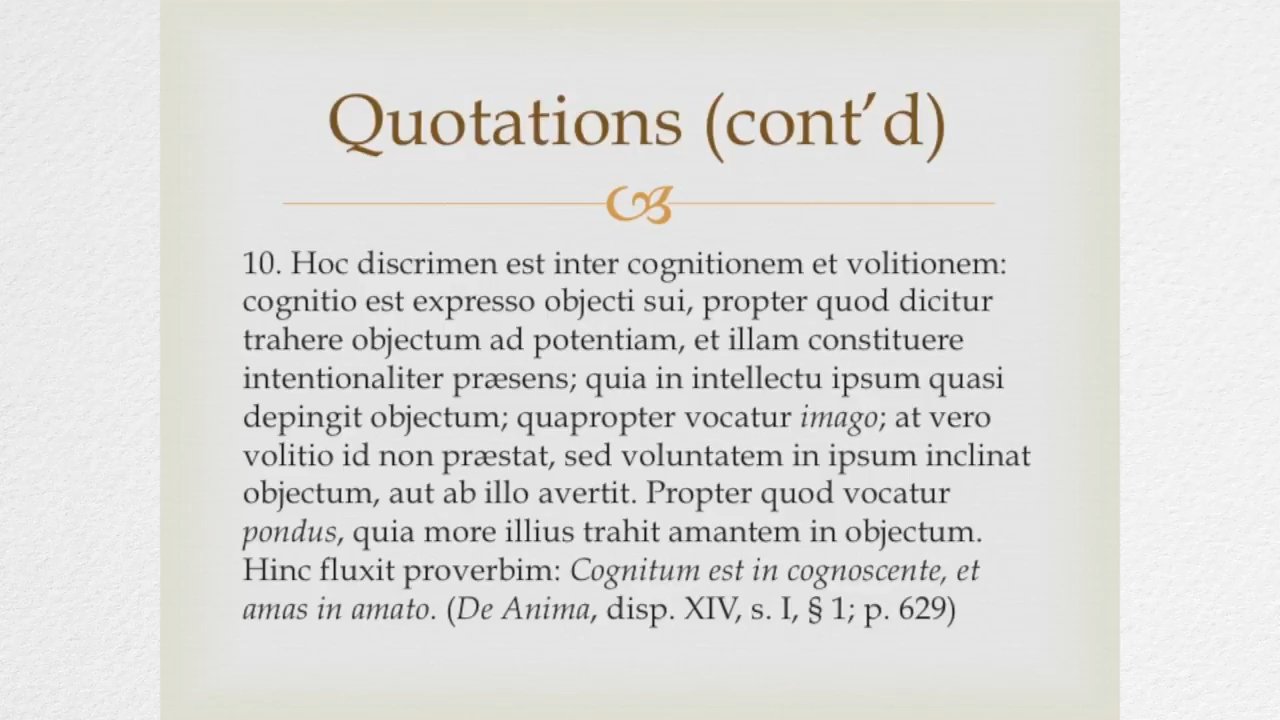 Quotations (cont’d)
10. Hoc discrimen est inter cognitionem et volitionem:
cognitio est expresso objecti sui, propter quod dicitur
trahere objectum ad potentiam, et illam constituere
intentionaliter præsens; quia in intellectu ipsum quasi
depingit objectum; quapropter vocatur imago; at vero
volitio id non præstat, sed voluntatem in ipsum inclinat
objectum, aut ab illo avertit. Propter quod vocatur
pondus, quia more illius trahit amantem in objectum.
Hinc fluxit proverbim: Cognitum est in cognoscente, et
amas in amato. (De Anima, disp. XIV, s. I, § 1; p. 629)